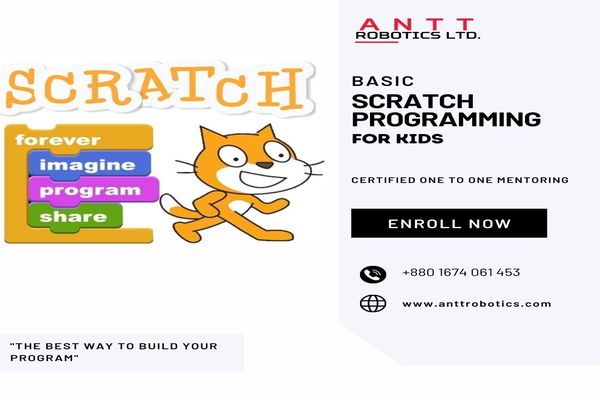 SCRATCH
forever
imagine
program
share
"THE BEST WAY TO BUILD YOUR
PROGRAM"
ANTT
ROBOTICS LTD.
BASIC
SCRATCH
PROGRAMMING
FOR KIDS
CERTIFIED ONE TO ONE MENTORING
ENROLL NOW
+880 1674 061 453
www.anttrobotics.com